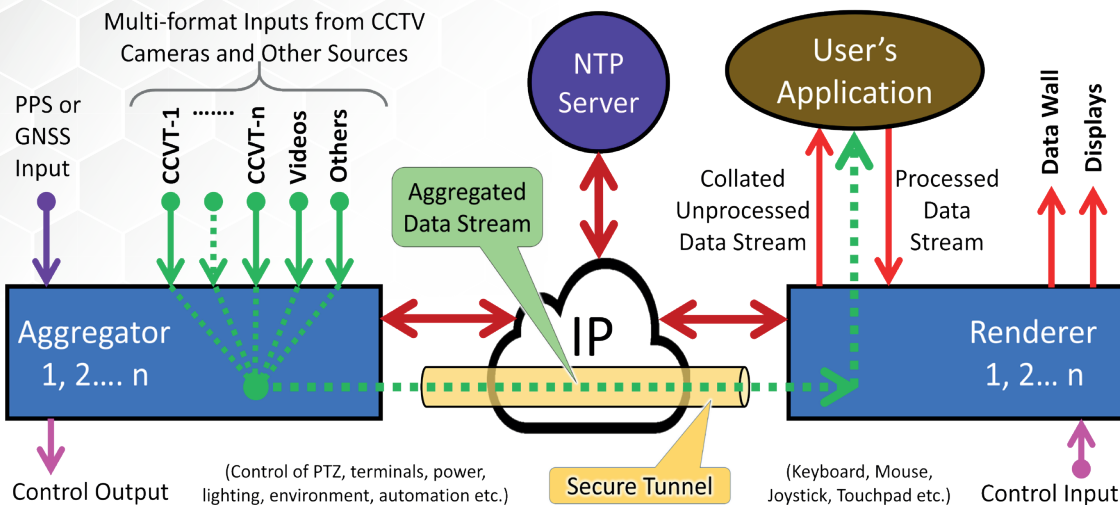 Multi-format Inputs from CCTV
Cameras and Other Sources
PPS or
GNSS
Input
CCVT-1
.......
CCVT-n
Videos
Others
NTP
Server
User's
Application
Data Wall
Displays
Aggregated
Data Stream
Collated
Unprocessed
Data Stream
Processed
Data
Stream
Aggregator
1, 2.... n
IP
Renderer
1, 2... n
Control Output
(Control of PTZ, terminals, power,
lighting, environment, automation etc.)
Secure Tunnel
(Keyboard, Mouse,
Joystick, Touchpad etc.)
Control Input